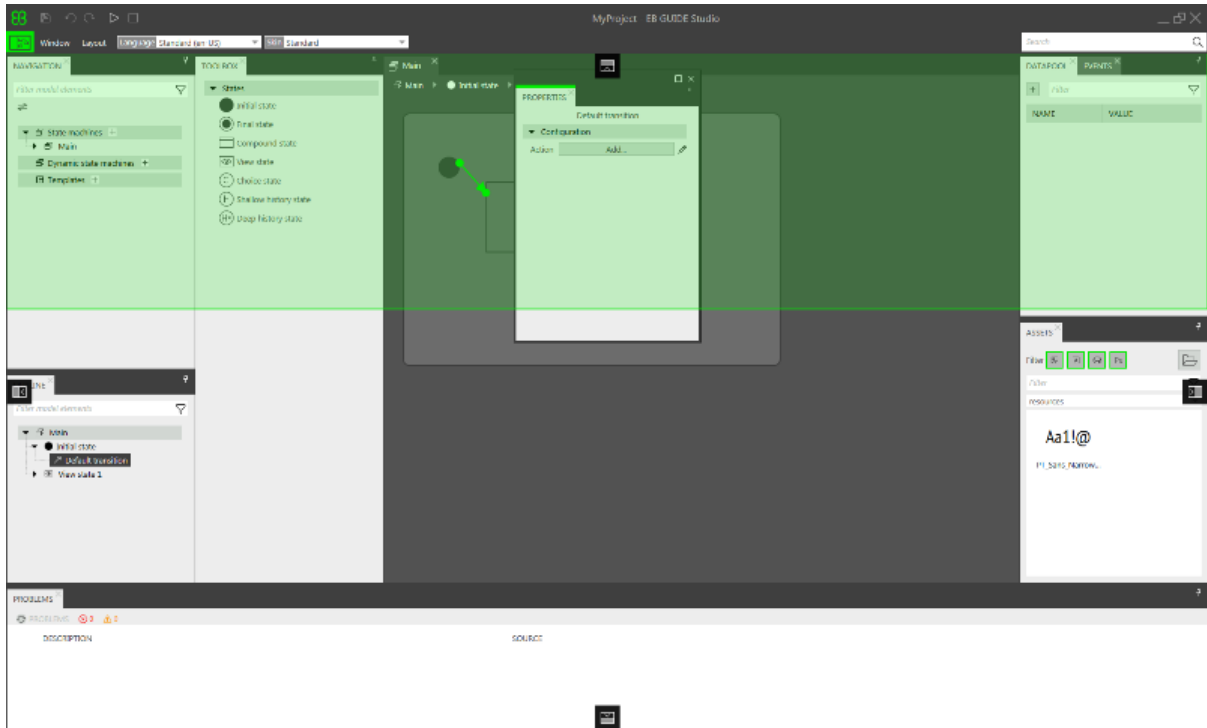 EB
MyProject EB GUIDE Studio
Window Layout Language Standard (en_US) Skin Standard
Search
NAVIGATION
TOOLBOX
Main
DATAPOOL EVENTS
Filter model elements
States
Main Initial state
PROPERTIES
Filter
Initial state
NAME VALUE
Default transition
Final state
State machines
Configuration
Main
Compound state
Action Add...
Dynamic state machines
View state
Templates
Choice state
Shallow history state
Deep history state
ASSETS
Filter
Filter model elements
Filter
resources
Main
Initial state
Aa1!@
Default transition
PT_Sans_Narrow...
View state 1
PROBLEMS
PROBLEMS 0 0
DESCRIPTION SOURCE